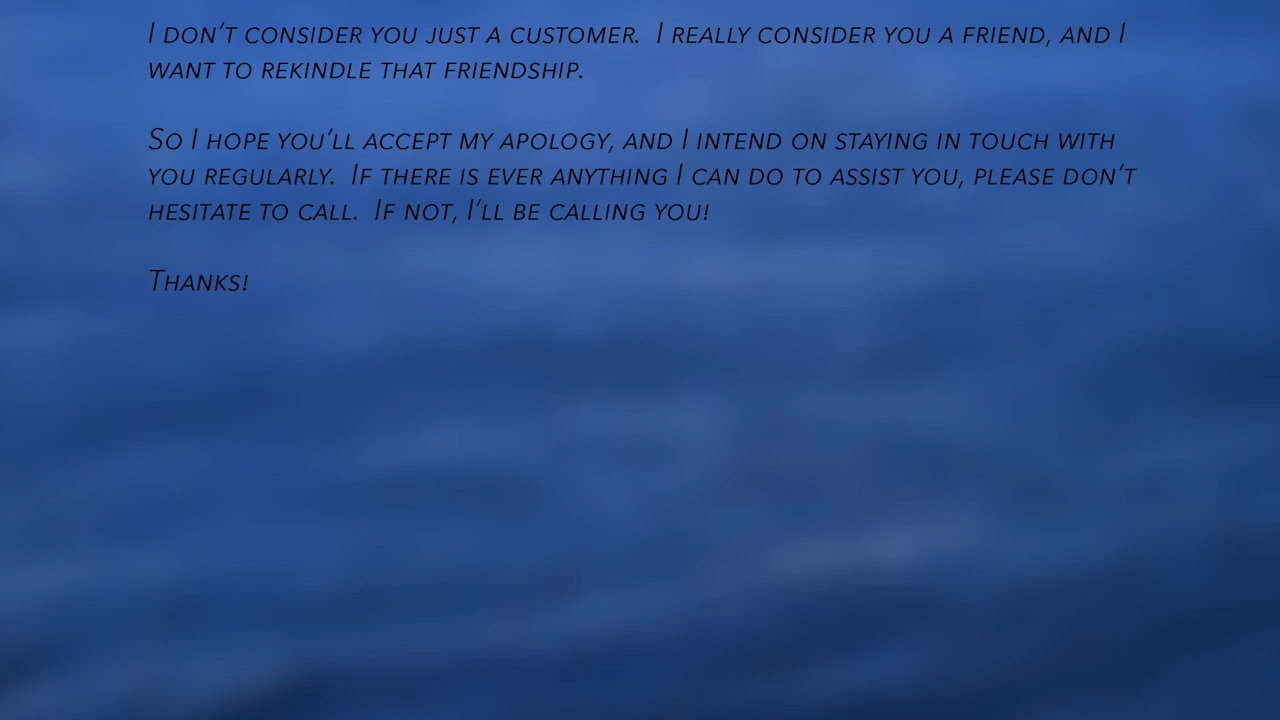 I DON'T CONSIDER YOU JUST A CUSTOMER.  I REALLY CONSIDER YOU A FRIEND, AND I
WANT TO REKINDLE THAT FRIENDSHIP.
SO I HOPE YOU'LL ACCEPT MY APOLOGY, AND I INTEND ON STAYING IN TOUCH WITH
YOU REGULARLY.  IF THERE IS EVER ANYTHING I CAN DO TO ASSIST YOU, PLEASE DON'T
HESITATE TO CALL.  IF NOT, I'LL BE CALLING YOU!
THANKS!